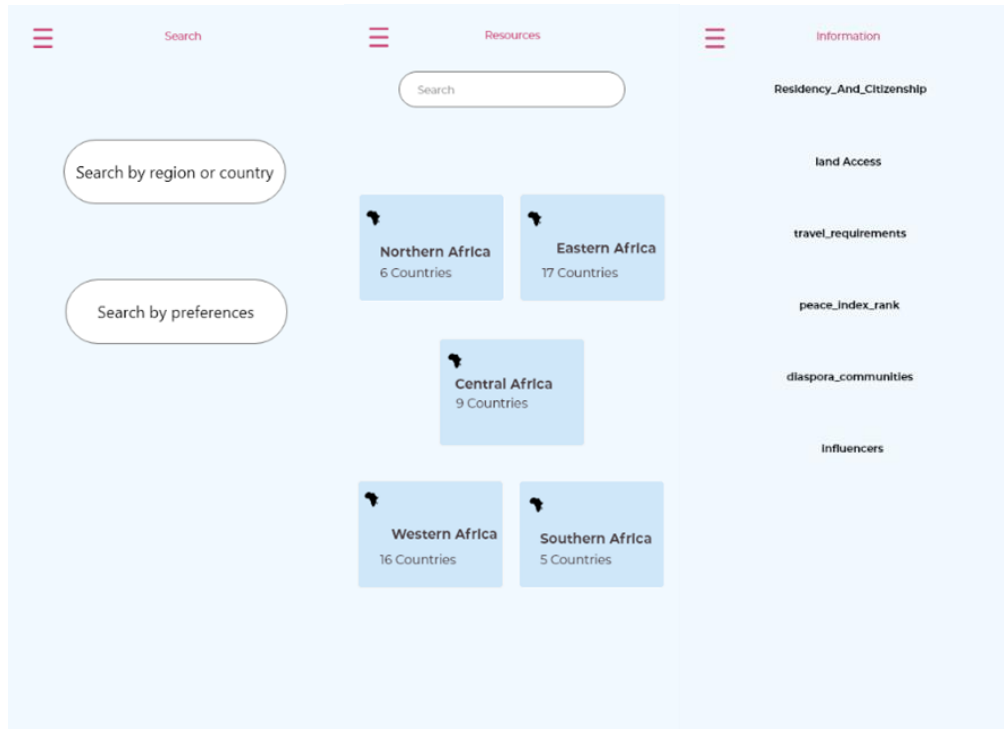 Search
Search by region or country
Search by preferences
Resources
Search
Northern Africa
6 Countries
Eastern Africa
17 Countries
Central Africa
9 Countries
Western Africa
16 Countries
Southern Africa
5 Countries
Information
Residency_And_Citizenship
land Access
travel_requirements
peace_index_rank
diaspora_communities
influencers